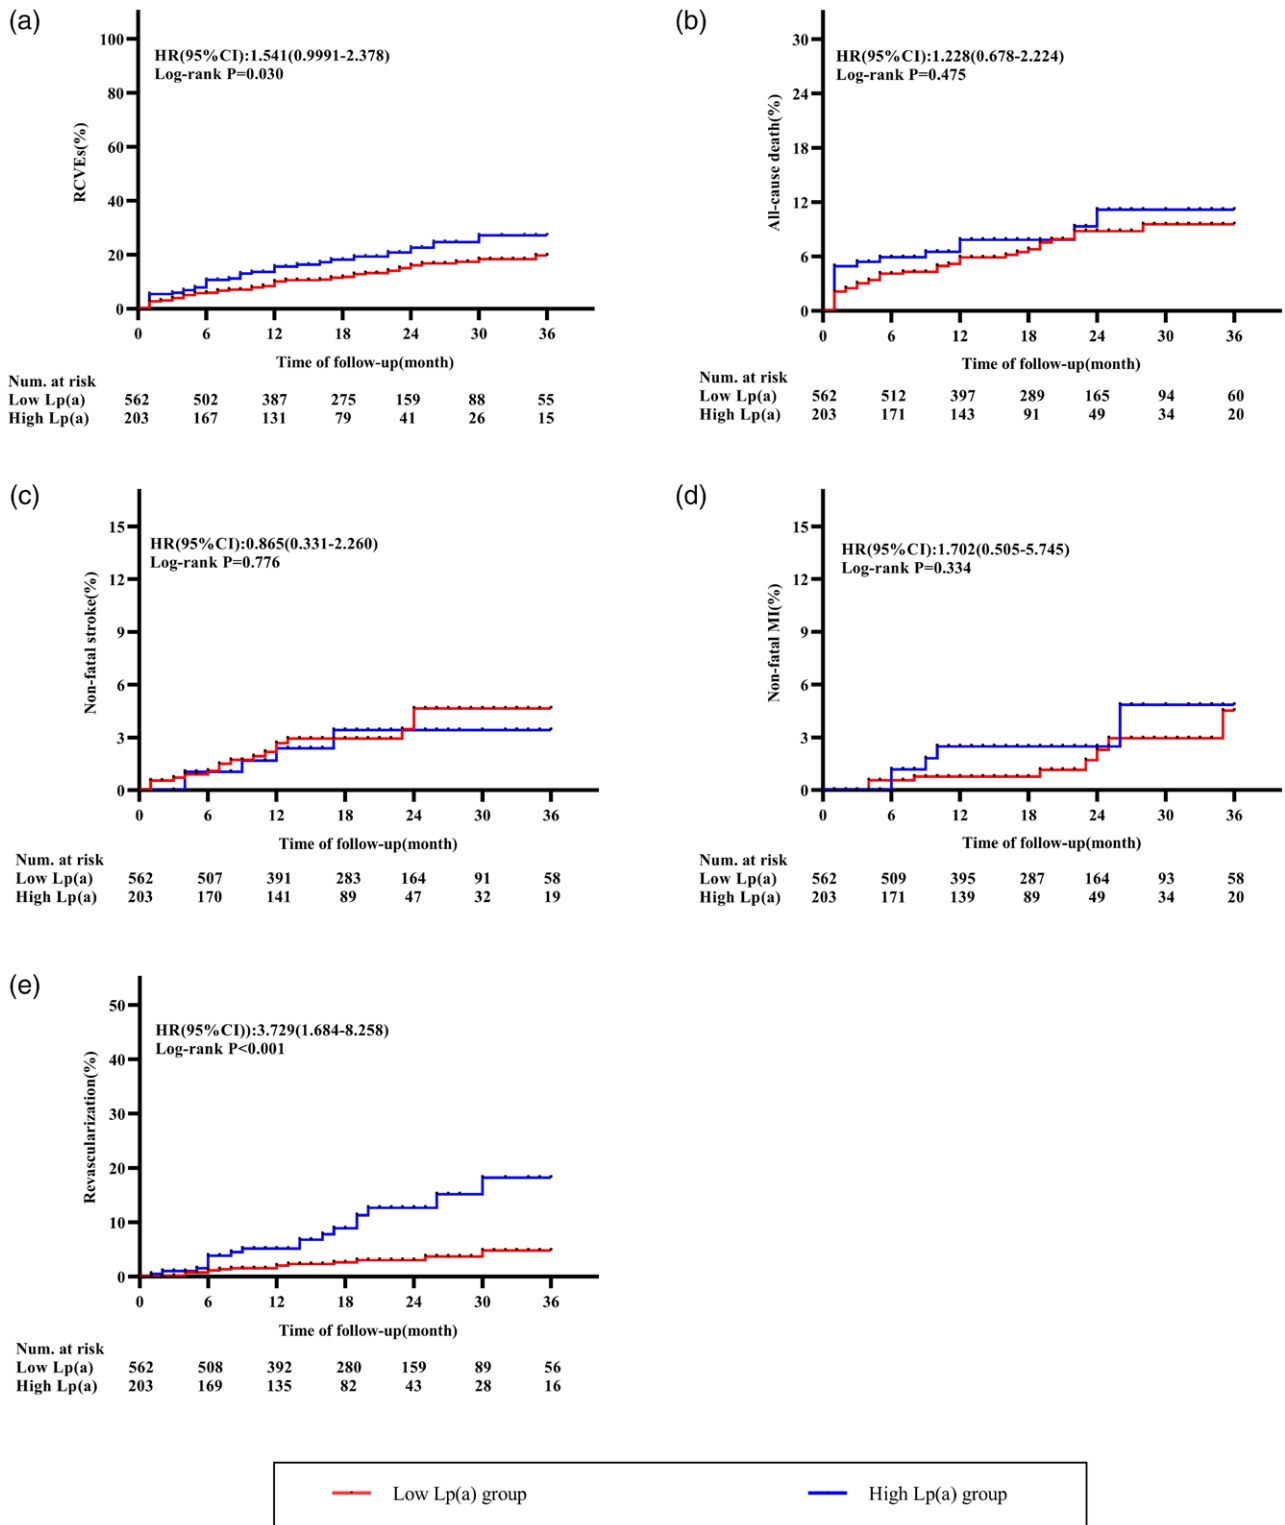 (a)
HR(95%CI):1.541(0.9991-2.378)
Log-rank P=0.030
RCVEs(%)
100
80
60
40
20
0
0 6 12 18 24 30 36
Time of follow-up(month)
Num. at risk
Low Lp(a) 562 502 387 275 159 88 55
High Lp(a) 203 167 131 79 41 26 15
(b)
HR(95%CI):1.228(0.678-2.224)
Log-rank P=0.475
All-cause death(%)
30
24
18
12
6
0
0 6 12 18 24 30 36
Time of follow-up(month)
Num. at risk
Low Lp(a) 562 512 397 289 165 94 60
High Lp(a) 203 171 143 91 49 34 20
(c)
HR(95%CI):0.865(0.331-2.260)
Log-rank P=0.776
Non-fatal stroke(%)
15
12
9
6
3
0
6 12 18 24 30 36
Time of follow-up(month)
Num. at risk
Low Lp(a) 562 507 391 283 164 91 58
High Lp(a) 203 170 141 89 47 32 19
(d)
HR(95%CI):1.702(0.505-5.745)
Log-rank P=0.334
Non-fatal MI(%)
15
12
9
6
3
0
0 6 12 18 24 30 36
Time of follow-up(month)
Num. at risk
Low Lp(a) 562 509 395 287 164 93 58
High Lp(a) 203 171 139 89 49 34 20
(e)
HR(95%CI)):3.729(1.684-8.258)
Log-rank P<0.001
Revascularization(%)
50
40
30
20
10
0
0 6 12 18 24 30 36
Time of follow-up(month)
Num. at risk
Low Lp(a) 562 508 392 280 159 89 56
High Lp(a) 203 169 135 82 43 28 16
Low Lp(a) group
High Lp(a) group